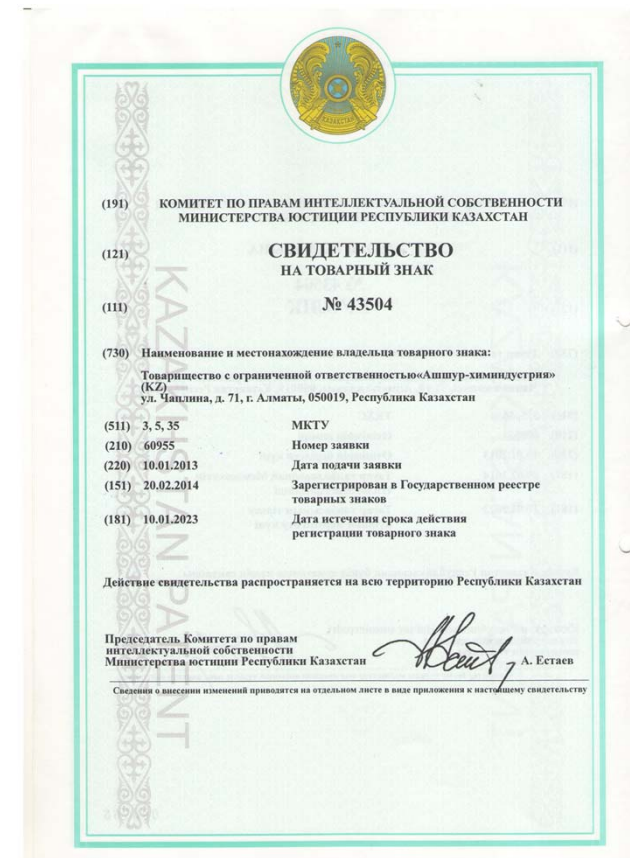 ҚАЗАҚСТАН
(191) КОМИТЕТ ПО ПРАВАМ ИНТЕЛЛЕКТУАЛЬНОЙ СОБСТВЕННОСТИ
МИНИСТЕРСТВА ЮСТИЦИИ РЕСПУБЛИКИ КАЗАХСТАН
(121) СВИДЕТЕЛЬСТВО
НА ТОВАРНЫЙ ЗНАК
(111) № 43504
(730) Наименование и местонахождение владельца товарного знака:
Товарищество с ограниченной ответственностью«Ашшур-химиндустрия»
(KZ)
ул. Чаплина, д. 71, г. Алматы, 050019, Республика Казахстан
(511) 3, 5, 35 МКТУ
(210) 60955 Номер заявки
(220) 10.01.2013 Дата подачи заявки
(151) 20.02.2014 Зарегистрирован в Государственном реестре
товарных знаков
(181) 10.01.2023 Дата истечения срока действия
регистрации товарного знака
Действие свидетельства распространяется на всю территорию Республики Казахстан
Председатель Комитета по правам
интеллектуальной собственности
Министерства юстиции Республики Казахстан А. Естаев
Сведения о внесении изменений приводятся на отдельном листе в виде приложения к настоящему свидетельству
KAZAKHSTAN PATENT